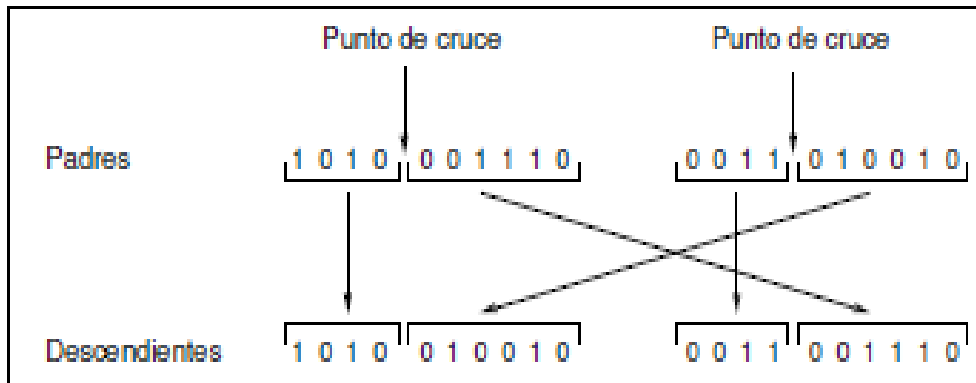 Punto de cruce Punto de cruce
Padres 1 0 1 0 0 0 1 1 1 0 0 0 1 1 0 1 0 0 1 0
Descendientes 1 0 1 0 0 1 0 0 1 0 0 0 1 1 0 0 1 1 1 0